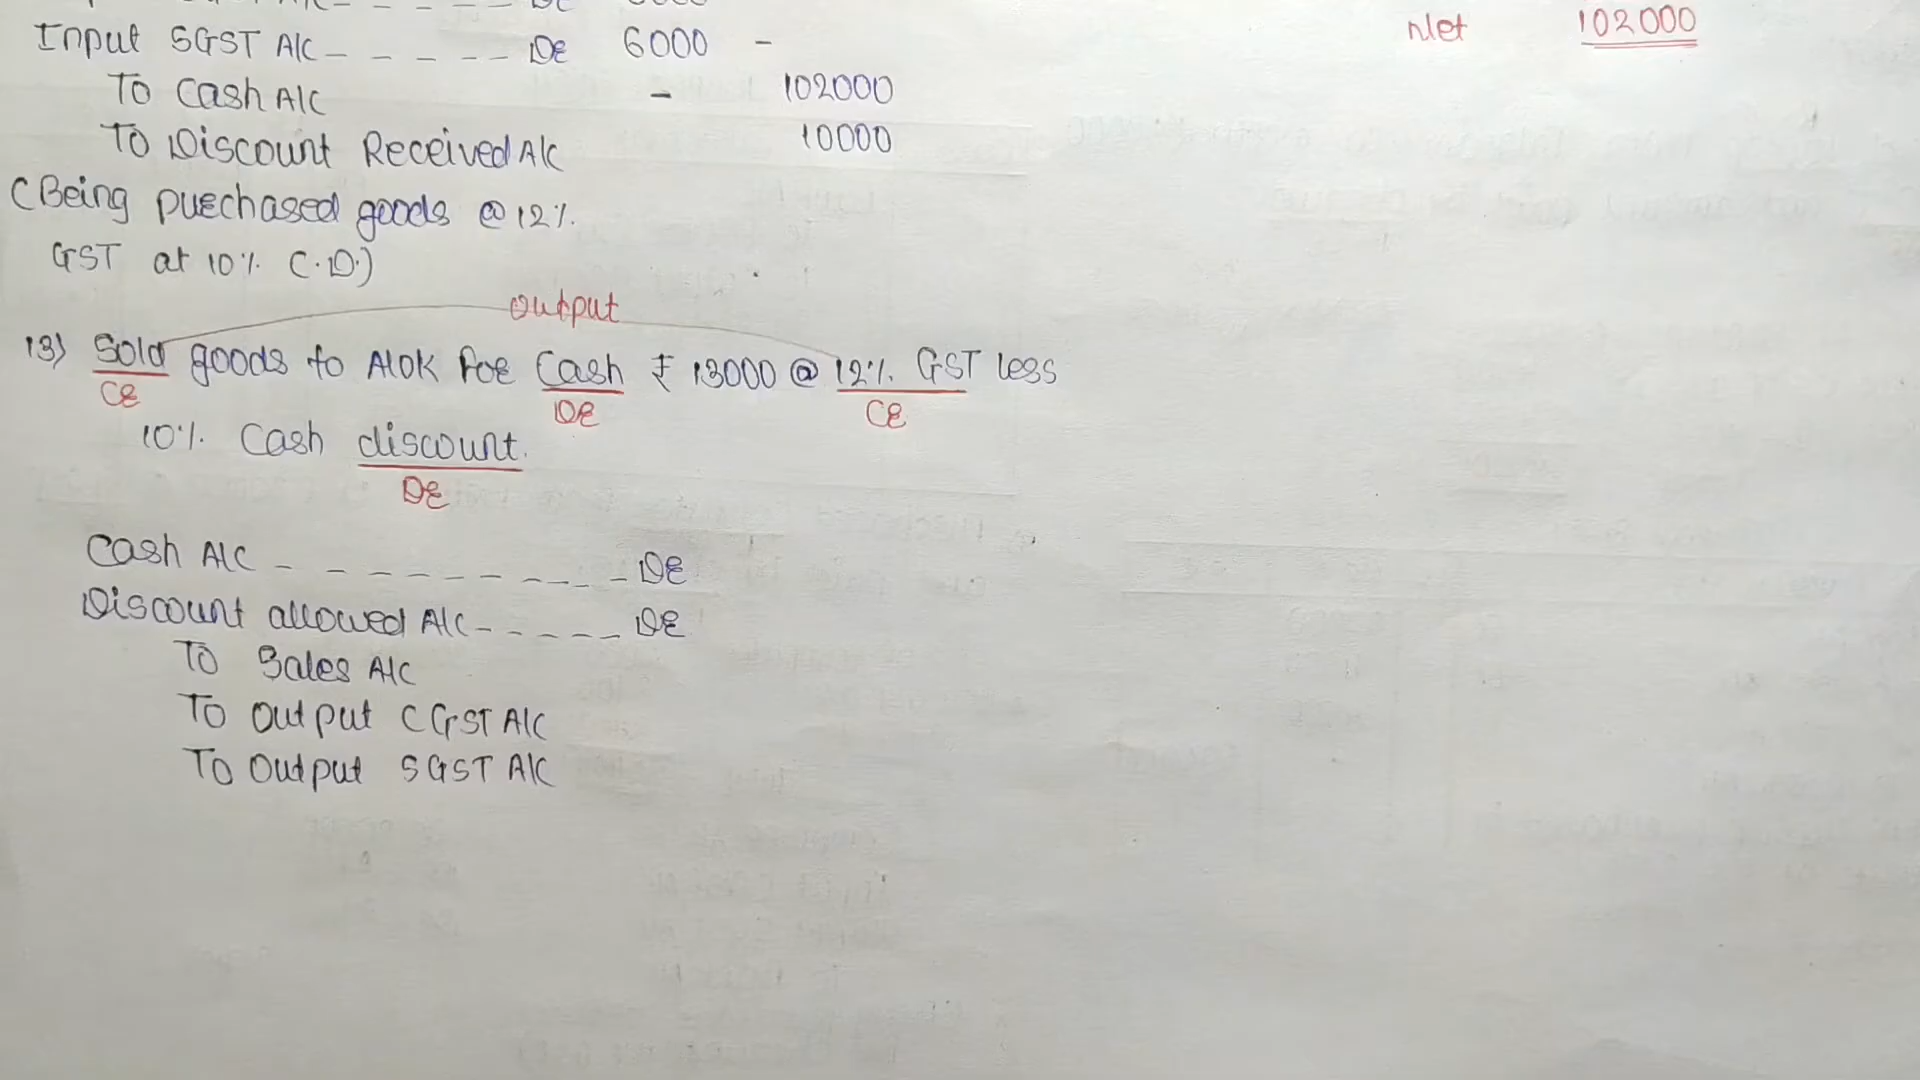 Input SGST A/C _ _ _ _ _ Dr 6000 -
Net 102000
To Cash A/C - 102000
To Discount Received A/C 10000
(Being purchased goods @ 12%.
GST at 10% C.D.)
output
13) Sold goods to Alok for Cash ₹ 13000 @ 12% GST less
Cr Dr Cr
10% Cash discount.
Dr
Cash A/C - - - - - - - - - - Dr
Discount allowed A/C - - - - - Dr
To Sales A/C
To Output CGST A/C
To Output SGST A/C